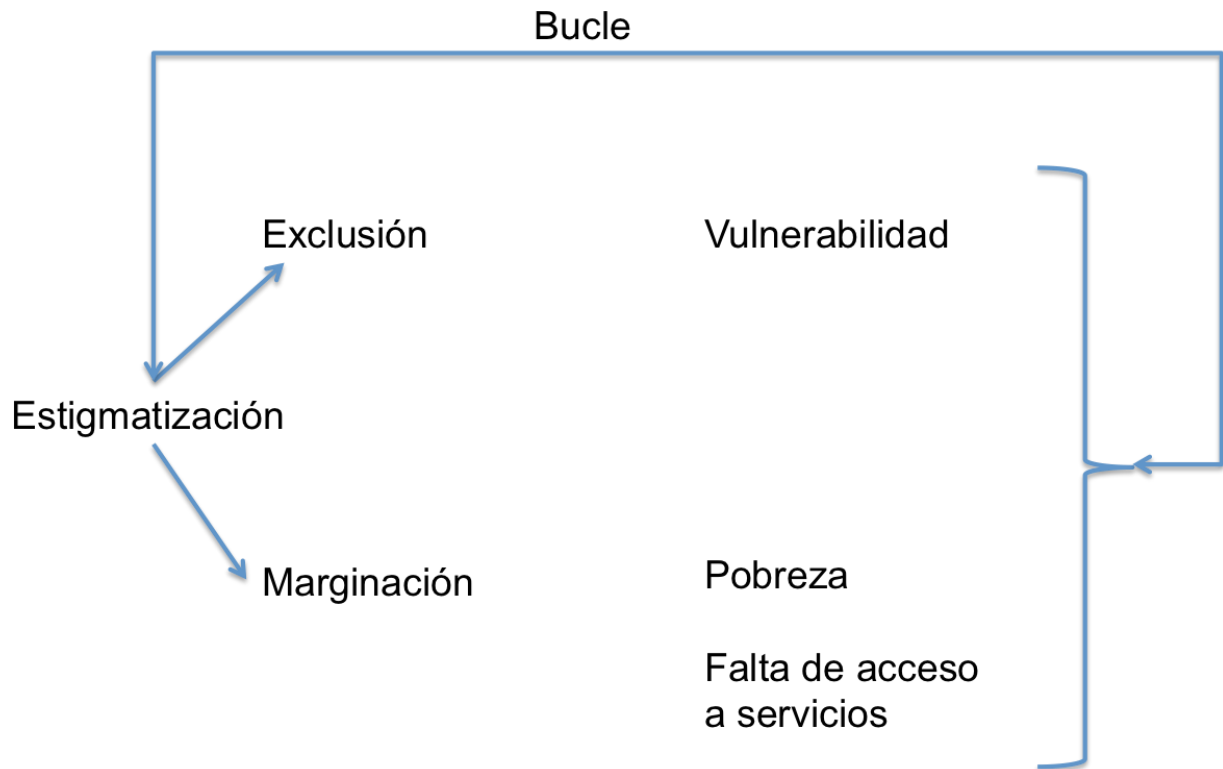 Bucle
Exclusión
Vulnerabilidad
Estigmatización
Marginación
Pobreza
Falta de acceso
a servicios